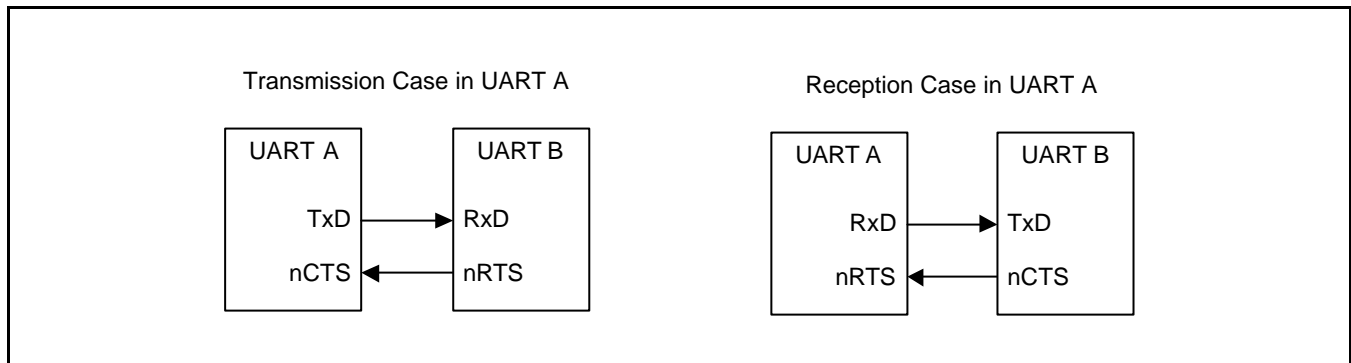 Transmission Case in UART A
UART A
UART B
TxD
RxD
nCTS
nRTS
Reception Case in UART A
UART A
UART B
RxD
TxD
nRTS
nCTS